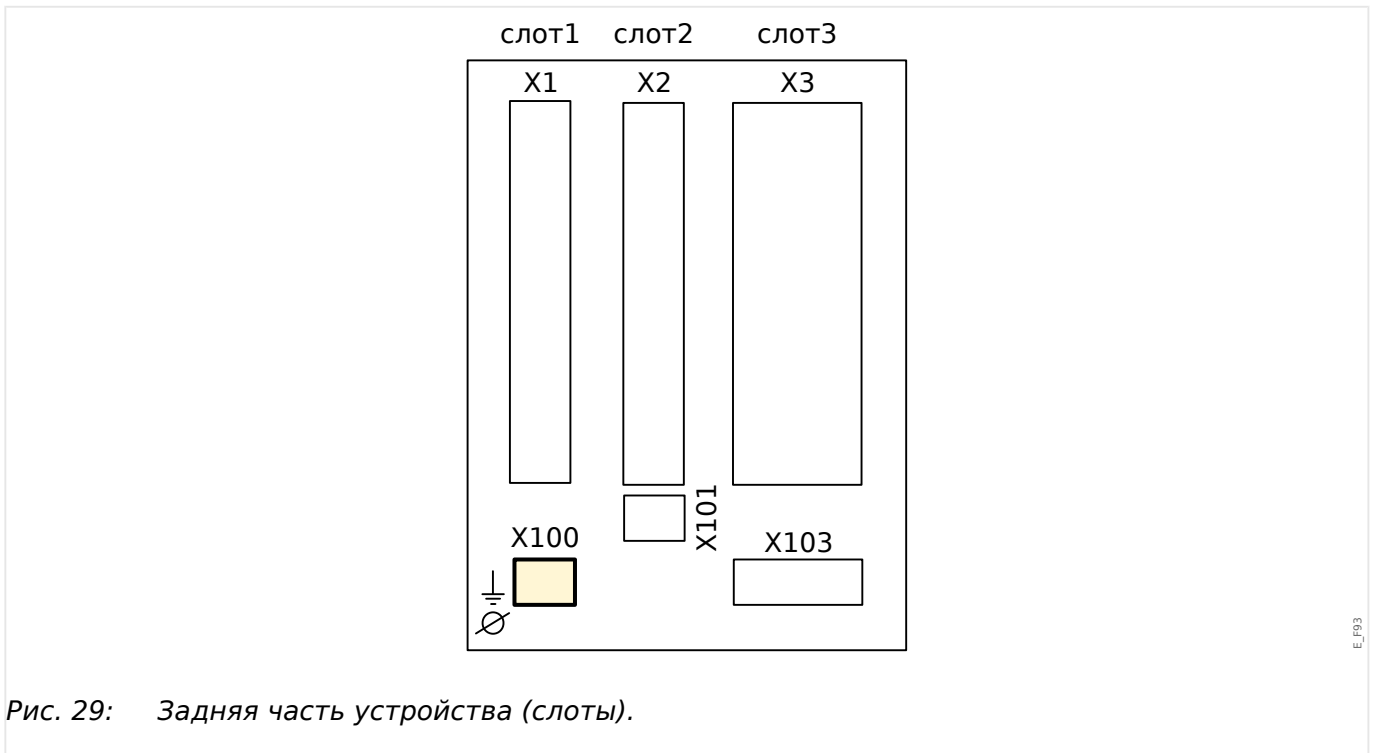 слот1 слот2 слот3
X1 X2 X3
X101
X100 X103
E_F93
Рис. 29: Задняя часть устройства (слоты).